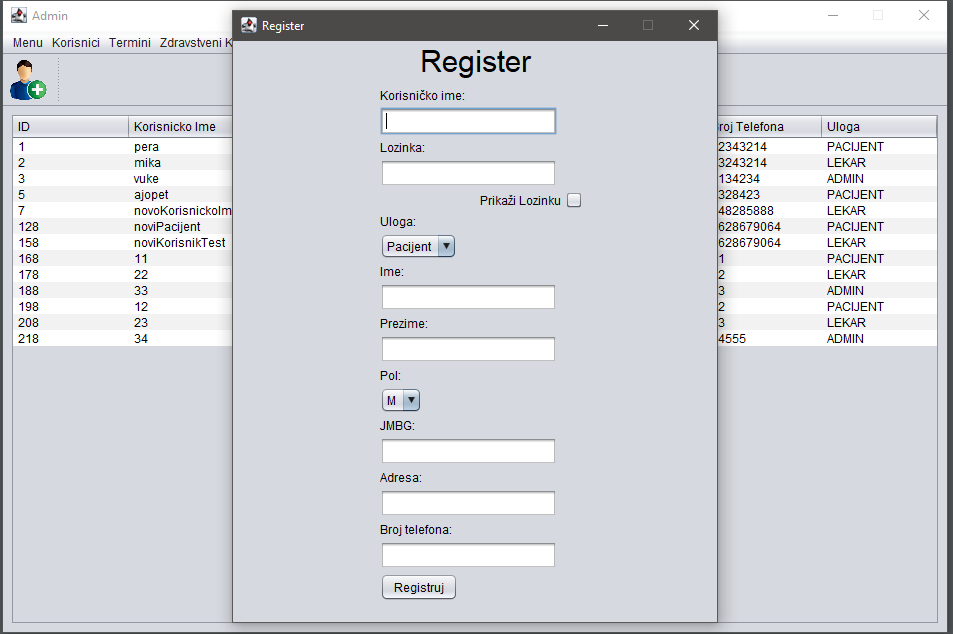 Admin
Register
Menu Korisnici Termini Zdravstveni K
Register
Korisničko ime:
Lozinka:
Prikaži Lozinku
Uloga:
Pacijent
Ime:
Prezime:
Pol:
M
JMBG:
Adresa:
Broj telefona:
Registruj
ID Korisnicko Ime roj Telefona Uloga
1 pera 2343214 PACIJENT
2 mika 3243214 LEKAR
3 vuke 134234 ADMIN
5 ajopet 328423 PACIJENT
7 novoKorisnickoIm 48285888 LEKAR
128 noviPacijent 628679064 PACIJENT
158 noviKorisnikTest 628679064 LEKAR
168 11 1 PACIJENT
178 22 2 LEKAR
188 33 3 ADMIN
198 12 2 PACIJENT
208 23 3 LEKAR
218 34 4555 ADMIN